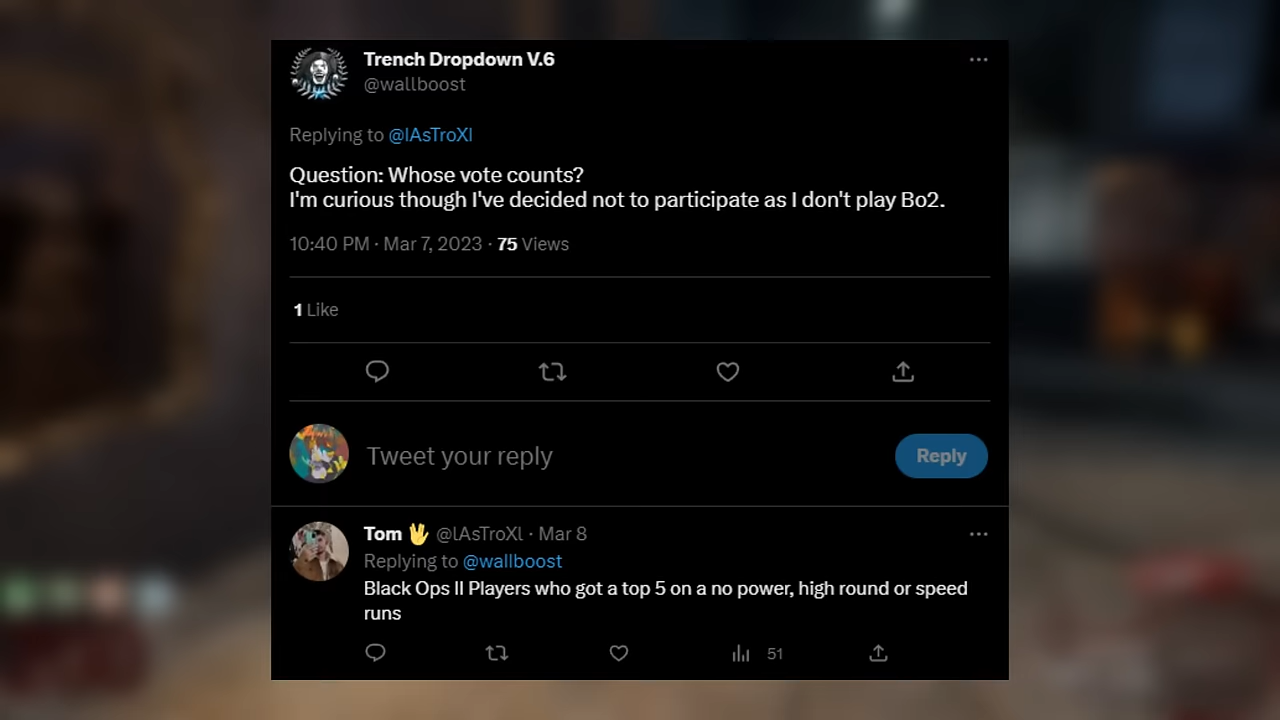 Trench Dropdown V.6
@wallboost
Replying to @lAsTroXl
Question: Whose vote counts?
I'm curious though I've decided not to participate as I don't play Bo2.
10:40 PM · Mar 7, 2023 · 75 Views
1 Like
Tweet your reply
Reply
Tom 🖖 @lAsTroXl · Mar 8
Replying to @wallboost
Black Ops II Players who got a top 5 on a no power, high round or speed
runs
51